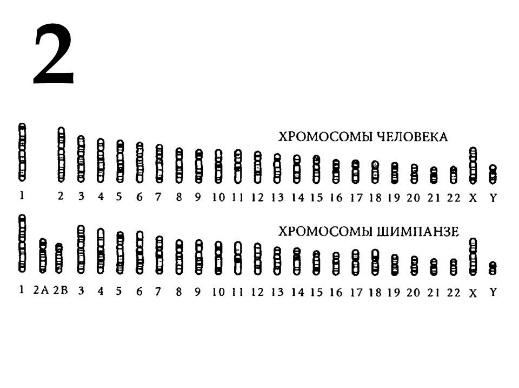 2
ХРОМОСОМЫ ЧЕЛОВЕКА
1 2 3 4 5 6 7 8 9 10 11 12 13 14 15 16 17 18 19 20 21 22 X Y
ХРОМОСОМЫ ШИМПАНЗЕ
1 2A 2B 3 4 5 6 7 8 9 10 11 12 13 14 15 16 17 18 19 20 21 22 X Y